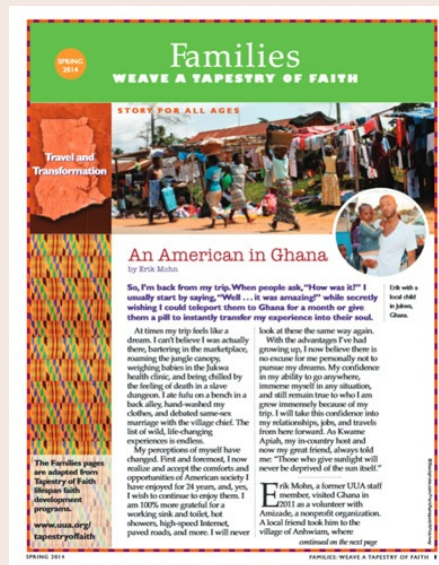 SPRING
2014
Families
WEAVE A TAPESTRY OF FAITH
STORY FOR ALL AGES
Travel and
Transformation
An American in Ghana
by Erik Mohn
Erik with a
local child
in Jukwa,
Ghana.
So, I'm back from my trip. When people ask, "How was it?" I
usually start by saying, "Well . . . it was amazing!" while secretly
wishing I could teleport them to Ghana for a month or give
them a pill to instantly transfer my experience into their soul.
At times my trip feels like a
dream. I can't believe I was actually
there, bartering in the marketplace,
roaming the jungle canopy,
weighing babies in the Jukwa
health clinic, and being chilled by
the feeling of death in a slave
dungeon. I ate fufu on a bench in a
back alley, hand-washed my
clothes, and debated same-sex
marriage with the village chief. The
list of wild, life-changing
experiences is endless.
My perceptions of myself have
changed. First and foremost, I now
realize and accept the comforts and
opportunities of American society I
have enjoyed for 24 years, and, yes,
I wish to continue to enjoy them. I
am 100% more grateful for a
working sink and toilet, hot
showers, high-speed Internet,
paved roads, and more. I will never
look at these the same way again.
With the advantages I've had
growing up, I now believe there is
no excuse for me personally not to
pursue my dreams. My confidence
in my ability to go anywhere,
immerse myself in any situation,
and still remain true to who I am
grew immensely because of my
trip. I will take this confidence into
my relationships, jobs, and travels
from here forward. As Kwame
Apiah, my in-country host and
now my great friend, always told
me: "Those who give sunlight will
never be deprived of the sun itself."
Erik Mohn, a former UUA staff
member, visited Ghana in
2011 as a volunteer with
Amizade, a nonprofit organization.
A local friend took him to the
village of Anhwiam, where
continued on the next page
The Families pages
are adapted from
Tapestry of Faith
lifespan faith
development
programs.
www.uua.org/
tapestryoffaith
SPRING 2014
FAMILIES: WEAVE A TAPESTRY OF FAITH